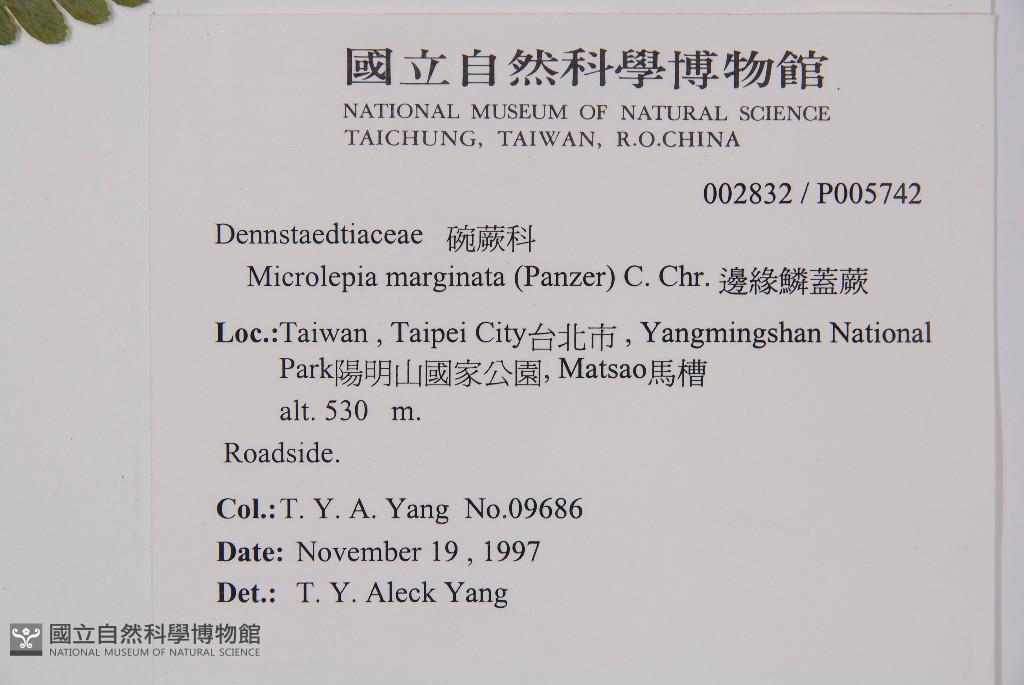 國立自然科學博物館
NATIONAL MUSEUM OF NATURAL SCIENCE
TAICHUNG, TAIWAN, R.O.CHINA
002832 / P005742
Dennstaedtiaceae 碗蕨科
Microlepia marginata (Panzer) C. Chr. 邊緣鱗蓋蕨
Loc.:Taiwan , Taipei City台北市 , Yangmingshan National
Park陽明山國家公園, Matsao馬槽
alt. 530 m.
Roadside.
Col.:T. Y. A. Yang No.09686
Date: November 19 , 1997
Det.: T. Y. Aleck Yang
國立自然科學博物館
NATIONAL MUSEUM OF NATURAL SCIENCE